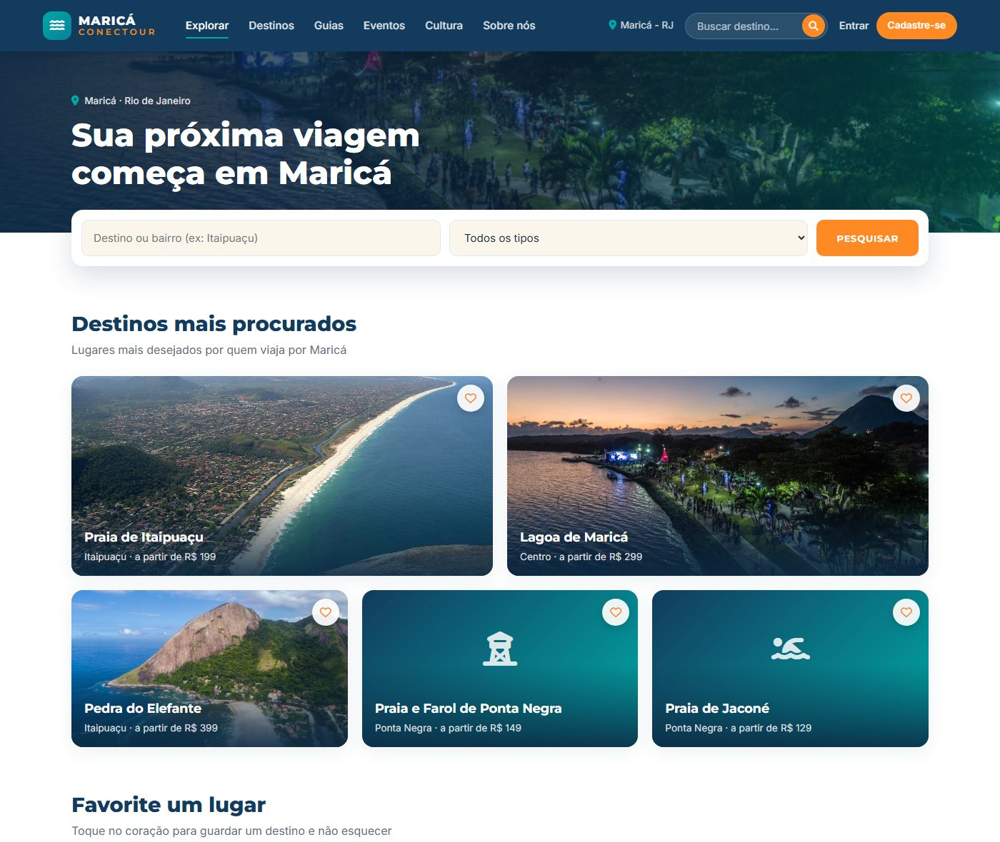 MARICÁ
CONECTOUR
Explorar
Destinos
Guias
Eventos
Cultura
Sobre nós
Maricá - RJ
Buscar destino...
Entrar
Cadastre-se
Maricá · Rio de Janeiro
Sua próxima viagem
começa em Maricá
Destino ou bairro (ex: Itaipuaçu)
Todos os tipos
PESQUISAR
Destinos mais procurados
Lugares mais desejados por quem viaja por Maricá
Praia de Itaipuaçu
Itaipuaçu · a partir de R$ 199
Lagoa de Maricá
Centro · a partir de R$ 299
Pedra do Elefante
Itaipuaçu · a partir de R$ 399
Praia e Farol de Ponta Negra
Ponta Negra · a partir de R$ 149
Praia de Jaconé
Ponta Negra · a partir de R$ 129
Favorite um lugar
Toque no coração para guardar um destino e não esquecer